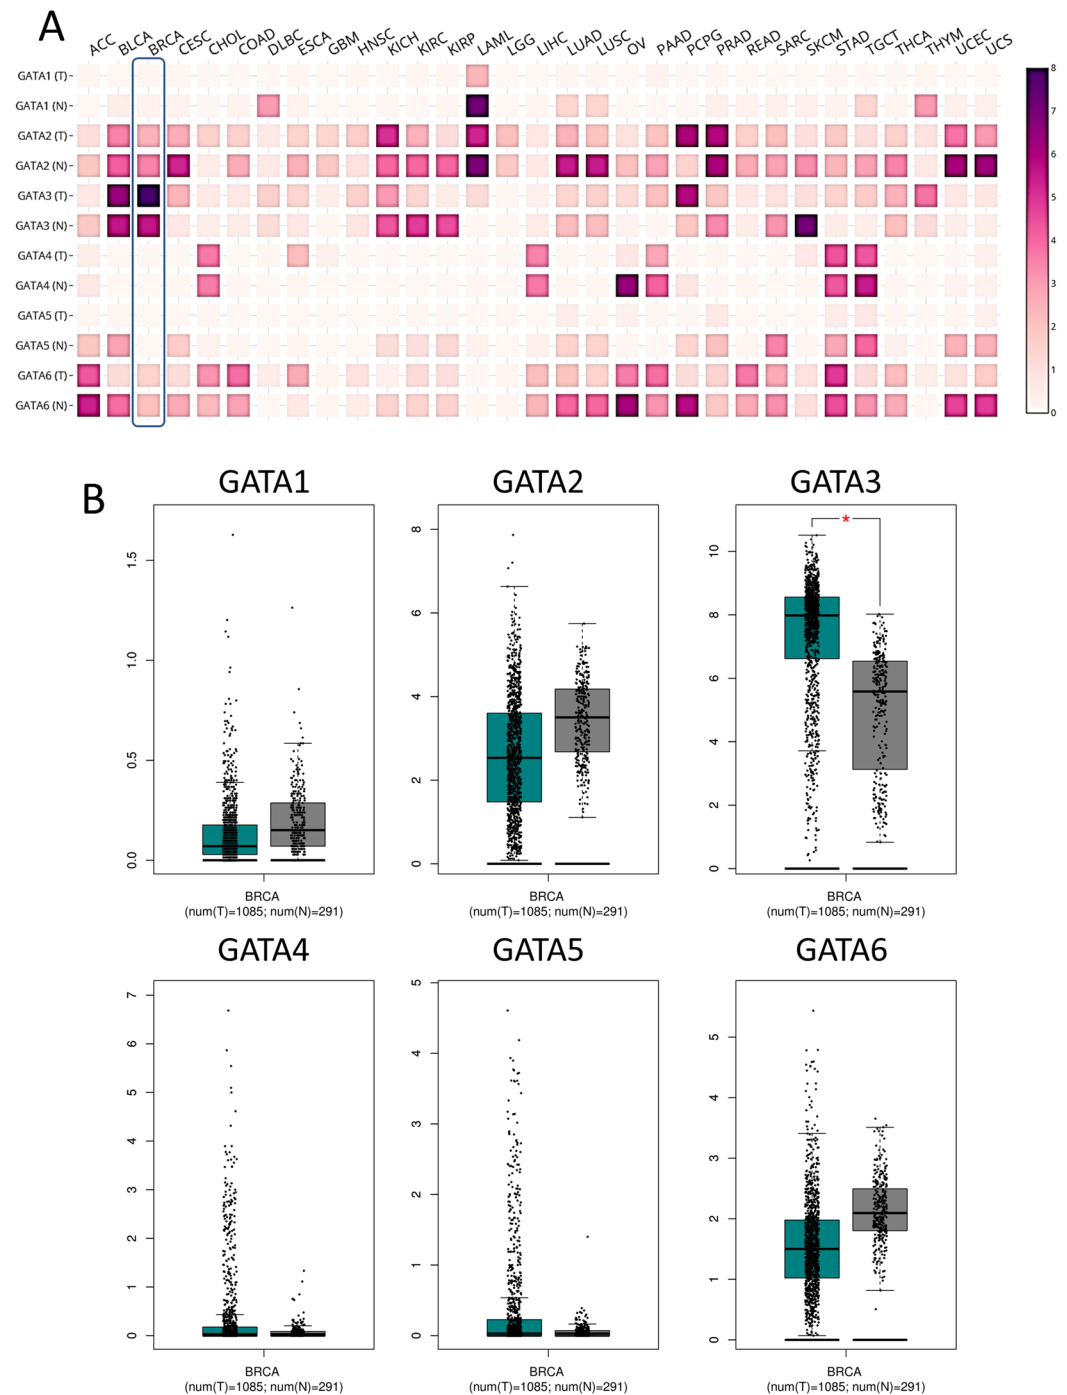 A
ACC BLCA BRCA CESC CHOL COAD DLBC ESCA GBM HNSC KICH KIRC KIRP LAML LGG LIHC LUAD LUSC OV PAAD PCPG PRAD READ SARC SKCM STAD TGCT THCA THYM UCEC UCS
GATA1 (T)
GATA1 (N)
GATA2 (T)
GATA2 (N)
GATA3 (T)
GATA3 (N)
GATA4 (T)
GATA4 (N)
GATA5 (T)
GATA5 (N)
GATA6 (T)
GATA6 (N)
8
7
6
5
4
3
2
1
0
B
GATA1
1.5
1.0
0.5
0.0
BRCA
(num(T)=1085; num(N)=291)
GATA2
8
6
4
2
0
BRCA
(num(T)=1085; num(N)=291)
GATA3
*
10
8
6
4
2
0
BRCA
(num(T)=1085; num(N)=291)
GATA4
7
6
5
4
3
2
1
0
BRCA
(num(T)=1085; num(N)=291)
GATA5
5
4
3
2
1
0
BRCA
(num(T)=1085; num(N)=291)
GATA6
5
4
3
2
1
0
BRCA
(num(T)=1085; num(N)=291)